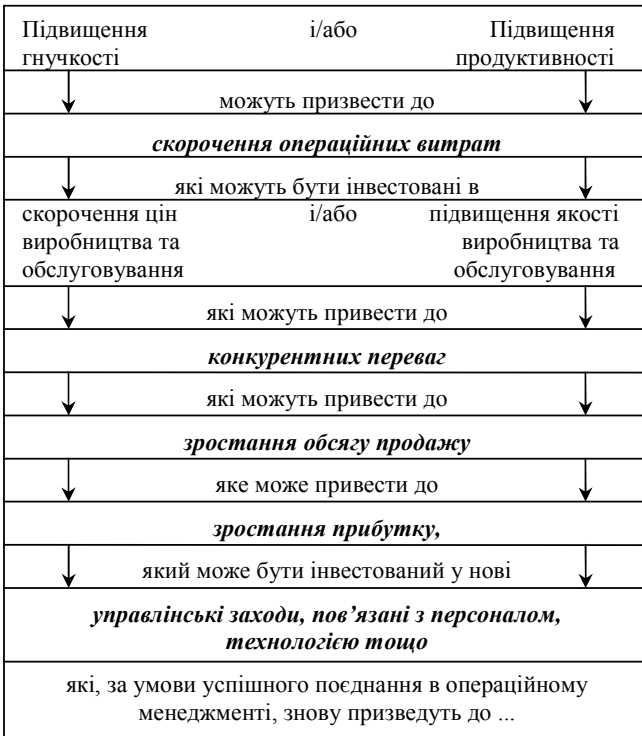 Підвищення і/або Підвищення
гнучкості продуктивності
можуть призвести до
скорочення операційних витрат
які можуть бути інвестовані в
скорочення цін і/або підвищення якості
виробництва та виробництва та
обслуговування обслуговування
які можуть привести до
конкурентних переваг
які можуть привести до
зростання обсягу продажу
яке може привести до
зростання прибутку,
який може бути інвестований у нові
управлінські заходи, пов’язані з персоналом,
технологією тощо
які, за умови успішного поєднання в операційному
менеджменті, знову призведуть до ...